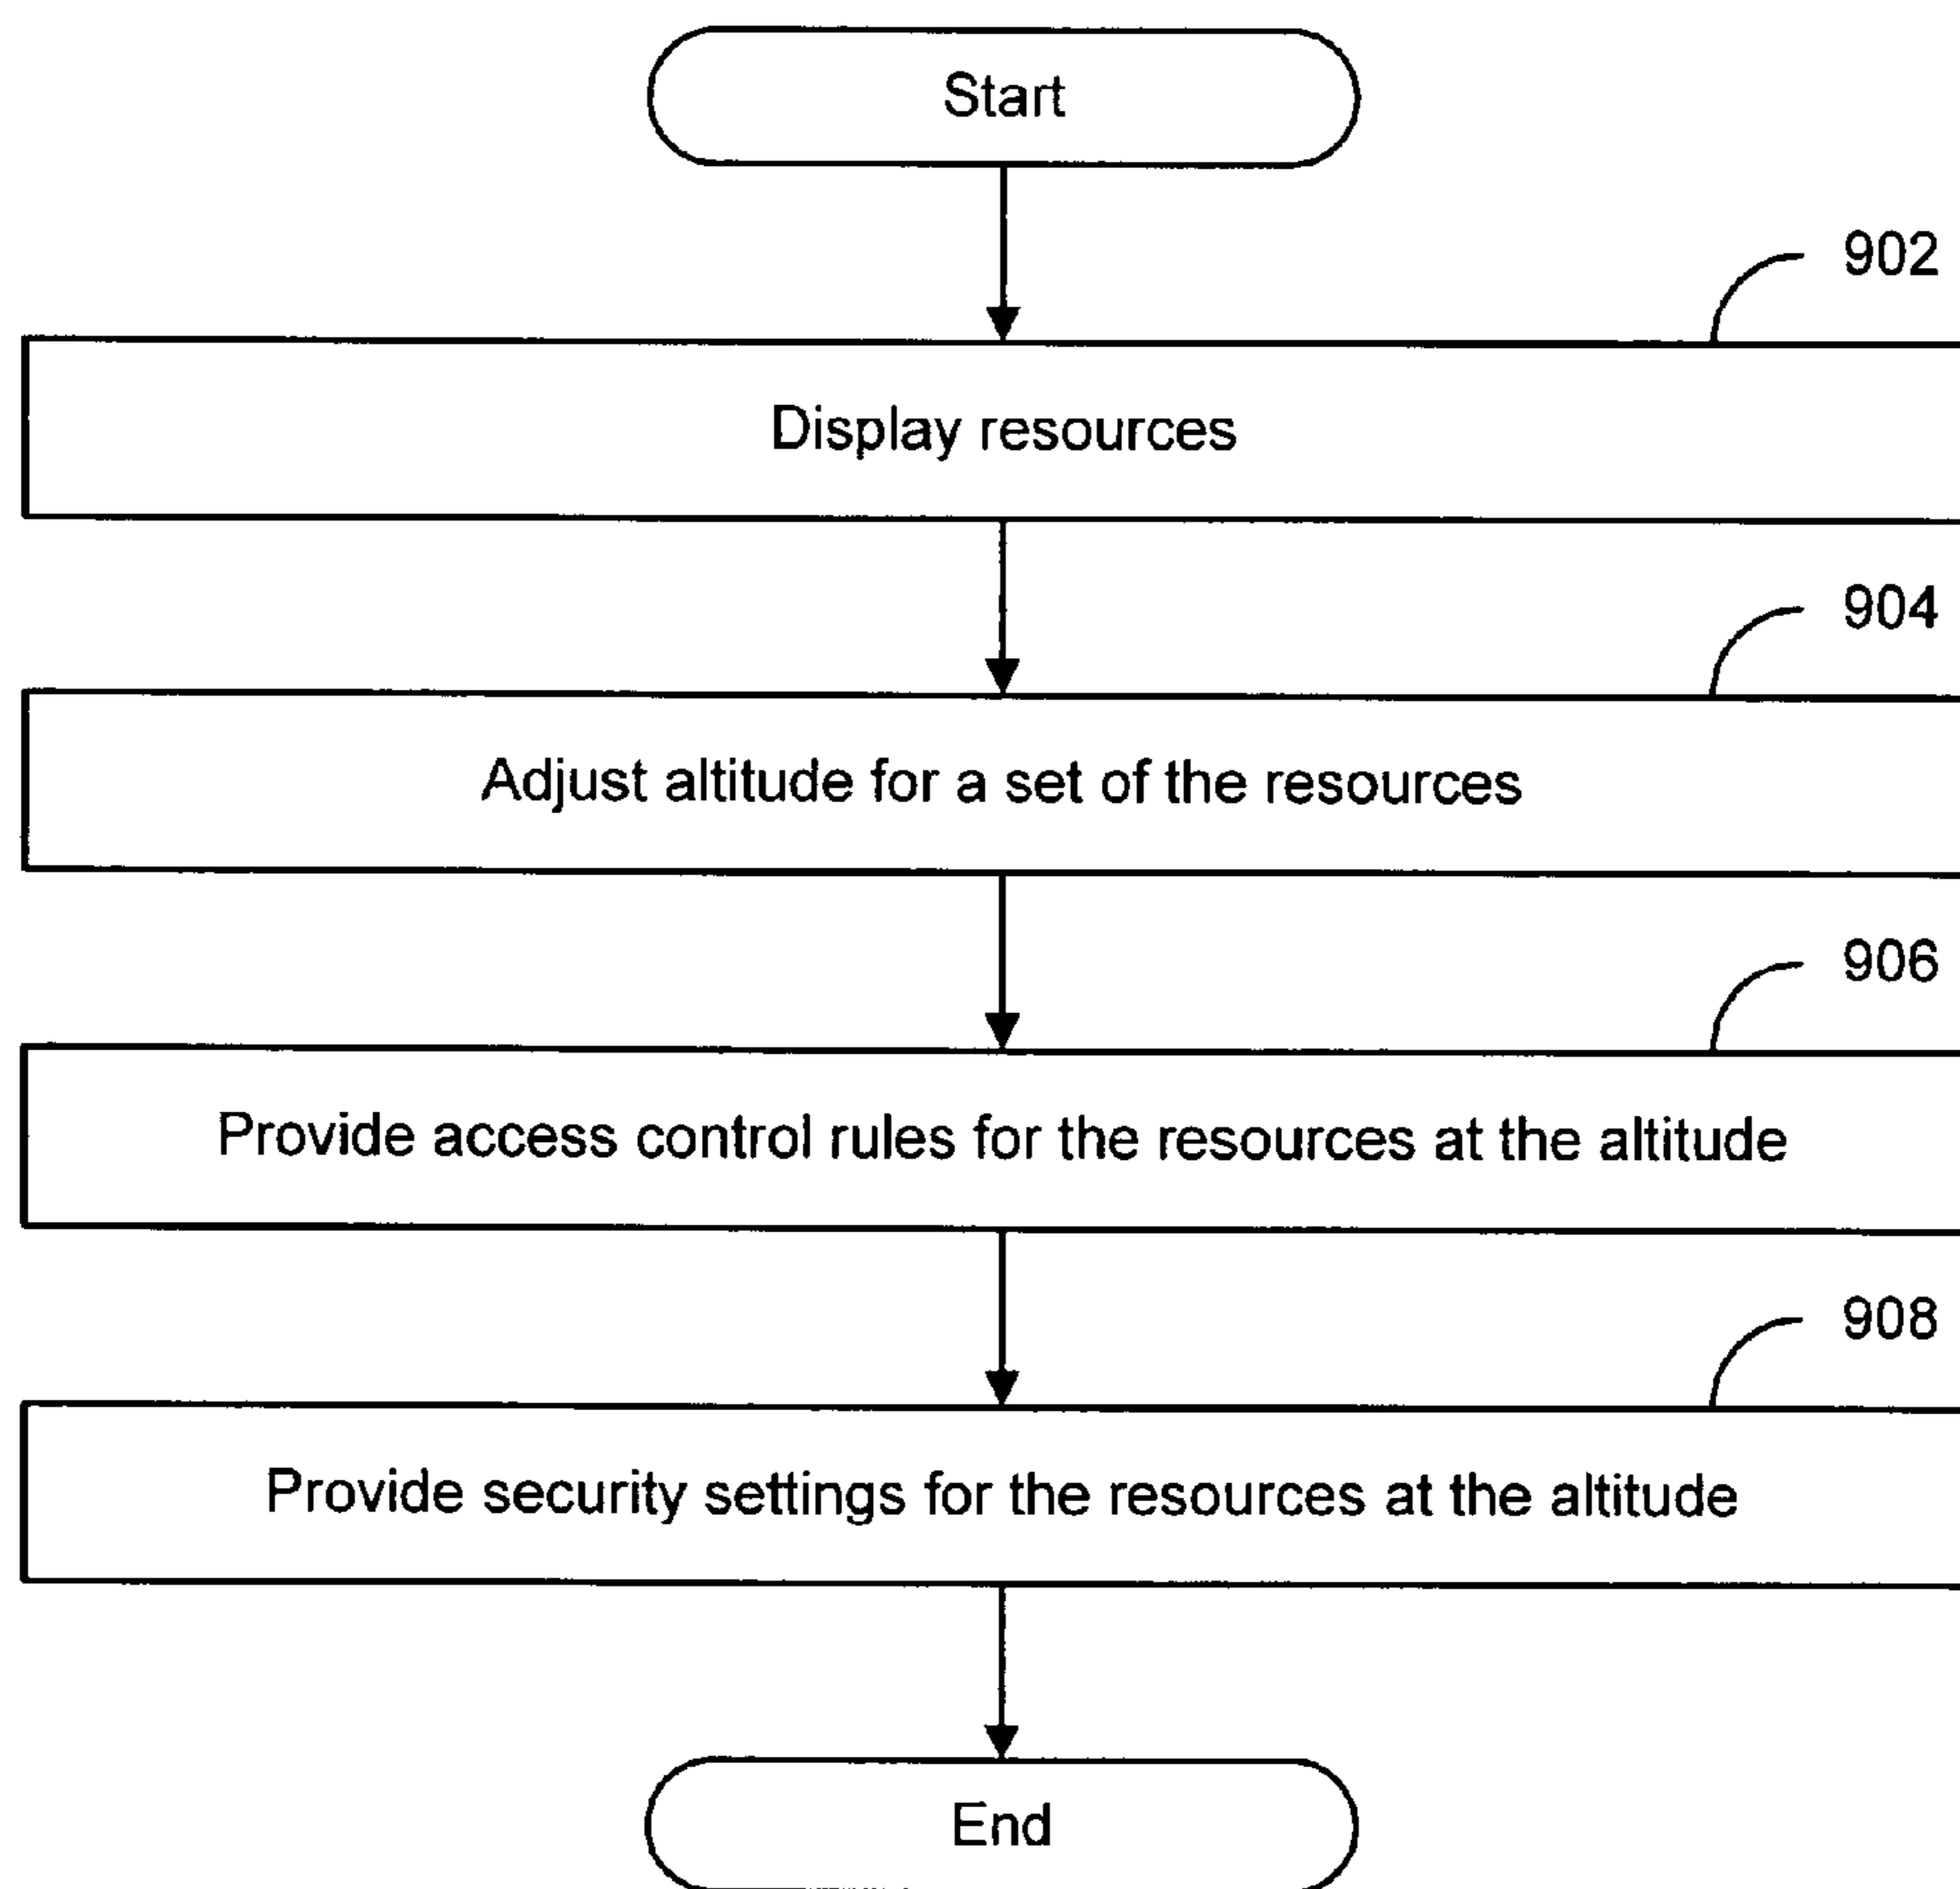 Start
902
Display resources
904
Adjust altitude for a set of the resources
906
Provide access control rules for the resources at the altitude
908
Provide security settings for the resources at the altitude
End